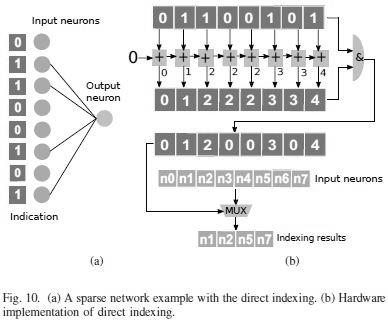 Input neurons
0
1
1
0
0
1
0
1
Output
neuron
Indication
(a)
0 1 1 0 0 1 0 1
0 + + + + + + + + &
0 1 2 2 2 3 3 4
0 1 2 2 2 3 3 4
0 1 2 0 0 3 0 4
n0 n1 n2 n3 n4 n5 n6 n7 Input neurons
MUX
n1 n2 n5 n7 Indexing results
(b)
Fig. 10. (a) A sparse network example with the direct indexing. (b) Hardware
implementation of direct indexing.